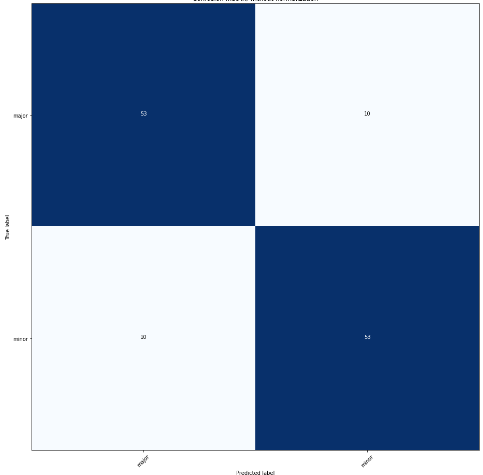 53
10
major
True label
10
53
minor
major
minor
Predicted label